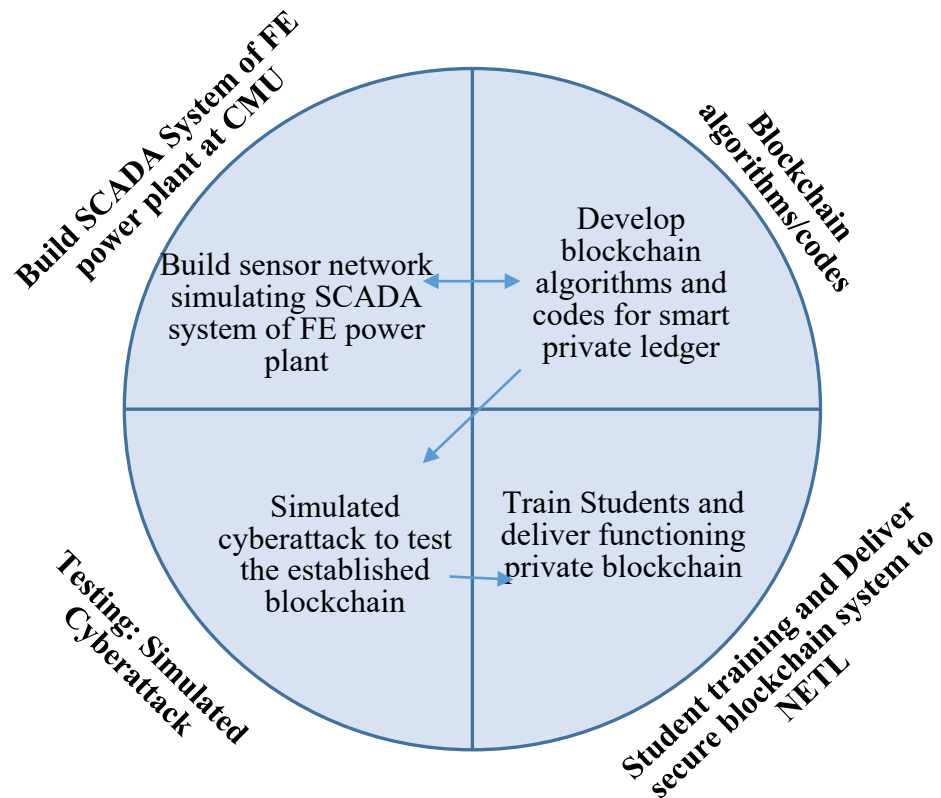 Build SCADA System of FE
power plant at CMU
Blockchain
algorithms/codes
Build sensor network
simulating SCADA
system of FE power
plant
Develop
blockchain
algorithms and
codes for smart
private ledger
Simulated
cyberattack to test
the established
blockchain
Train Students and
deliver functioning
private blockchain
Testing: Simulated
Cyberattack
Student training and Deliver
secure blockchain system to
NETL